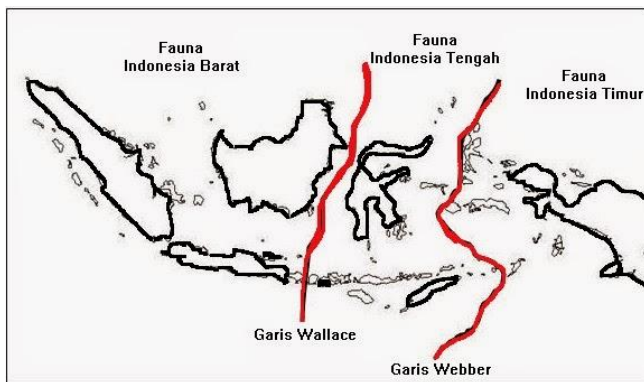 Fauna
Indonesia Barat
Fauna
Indonesia Tengah
Fauna
Indonesia Timur
Garis Wallace
Garis Webber